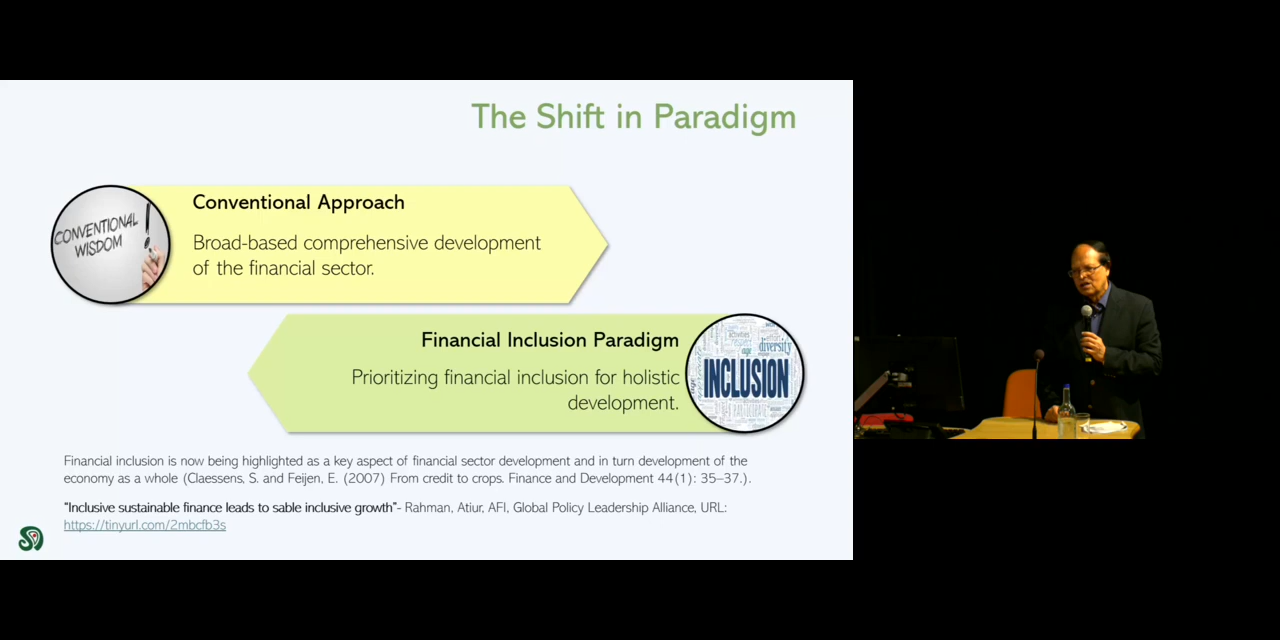 The Shift in Paradigm
CONVENTIONAL
WISDOM
Conventional Approach
Broad-based comprehensive development
of the financial sector.
Financial Inclusion Paradigm
Prioritizing financial inclusion for holistic
development.
activities
diversity
INCLUSION
Financial inclusion is now being highlighted as a key aspect of financial sector development and in turn development of the
economy as a whole (Claessens, S. and Feijen, E. (2007) From credit to crops. Finance and Development 44(1): 35–37.).
"Inclusive sustainable finance leads to sable inclusive growth"- Rahman, Atiur, AFI, Global Policy Leadership Alliance, URL:
https://tinyurl.com/2mbcfb3s